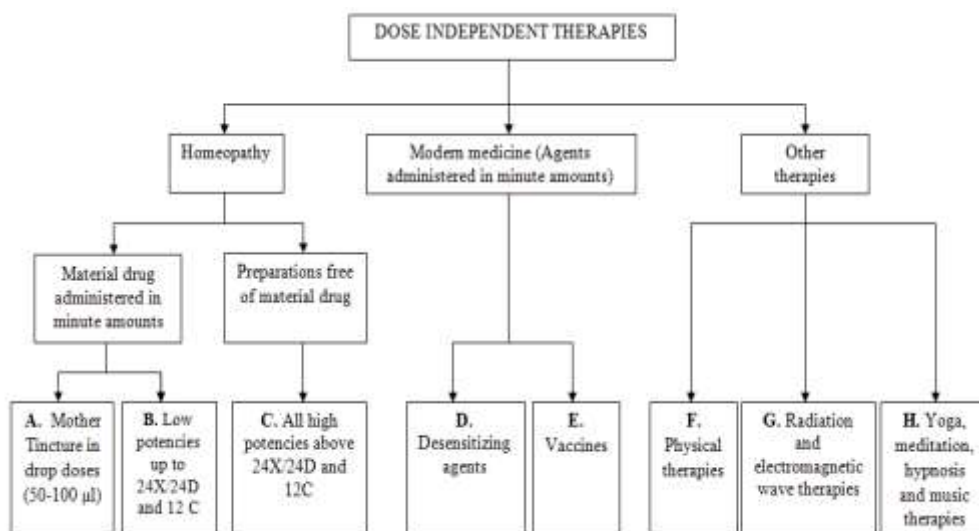 DOSE INDEPENDENT THERAPIES
Homeopathy
Modern medicine (Agents
administered in minute amounts)
Other
therapies
Material drug
administered in
minute amounts
Preparations free
of material drug
A. Mother
Tincture in
drop doses
(50-100 µl)
B. Low
potencies
up to
24X/24D
and 12 C
C. All high
potencies above
24X/24D and
12C
D.
Desensitizing
agents
E.
Vaccines
F.
Physical
therapies
G. Radiation
and
electromagnetic
wave therapies
H. Yoga,
meditation,
hypnosis
and music
therapies